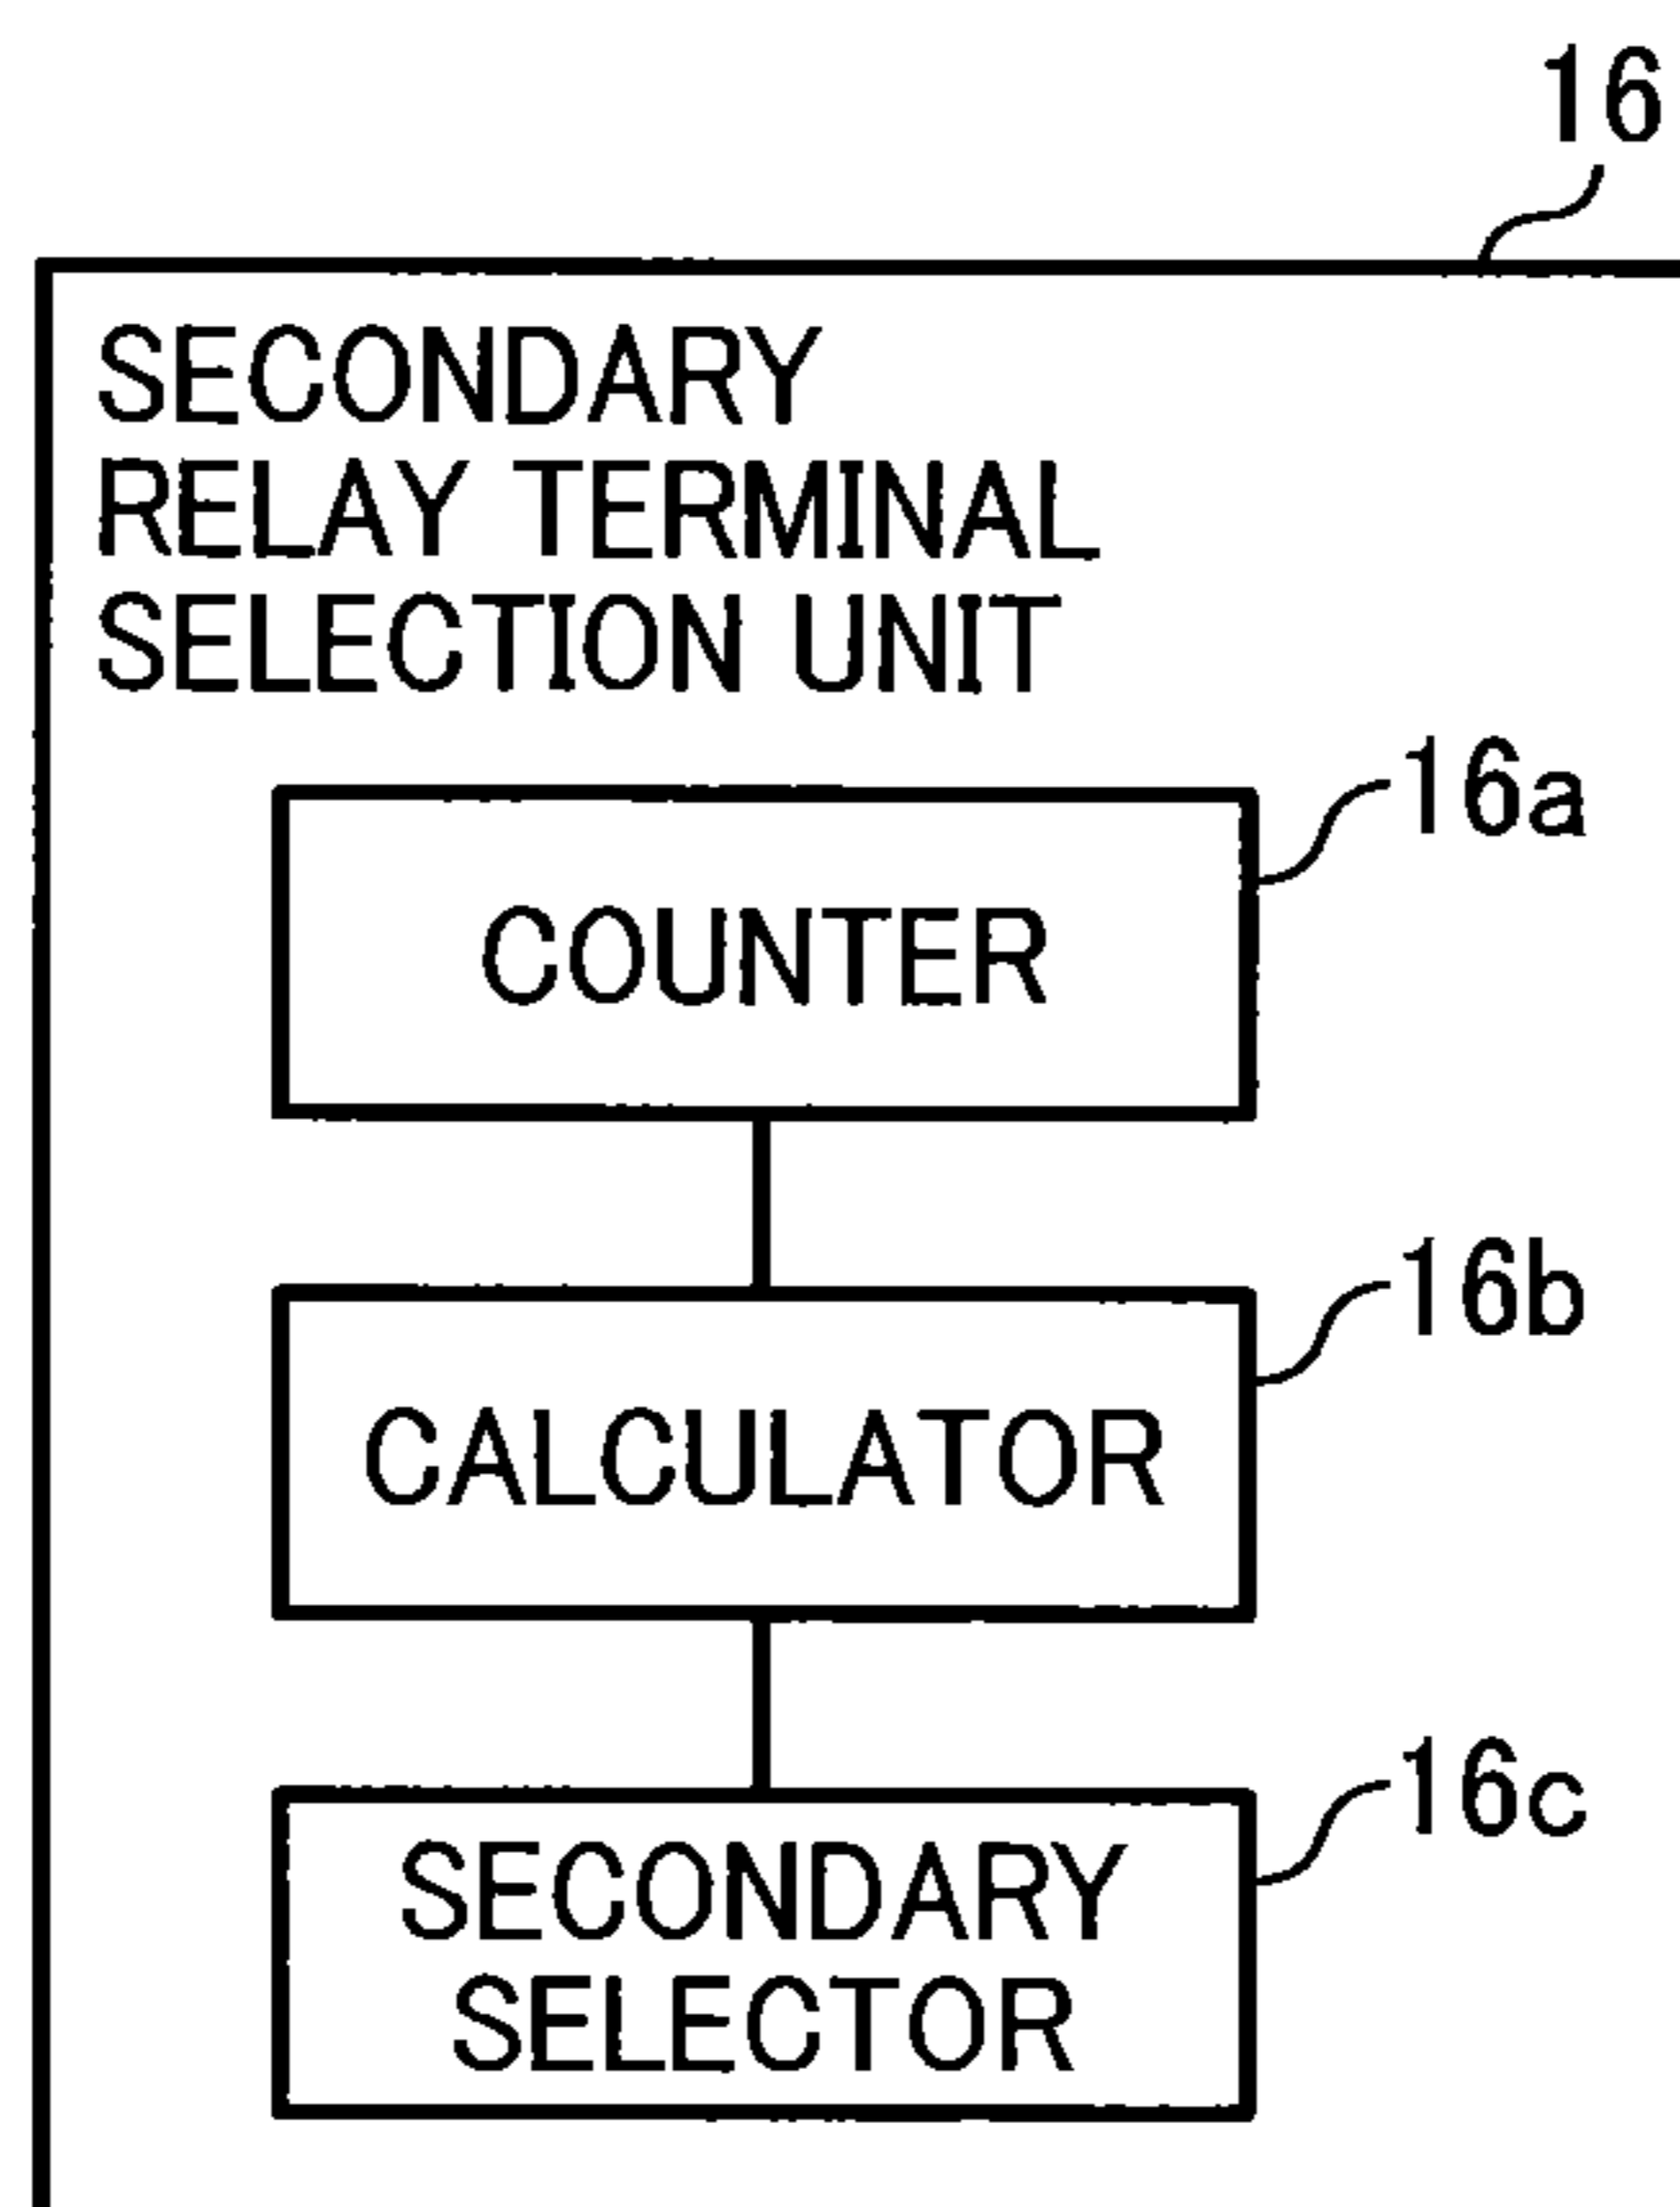 16
SECONDARY
RELAY TERMINAL
SELECTION UNIT
16a
COUNTER
16b
CALCULATOR
16c
SECONDARY
SELECTOR